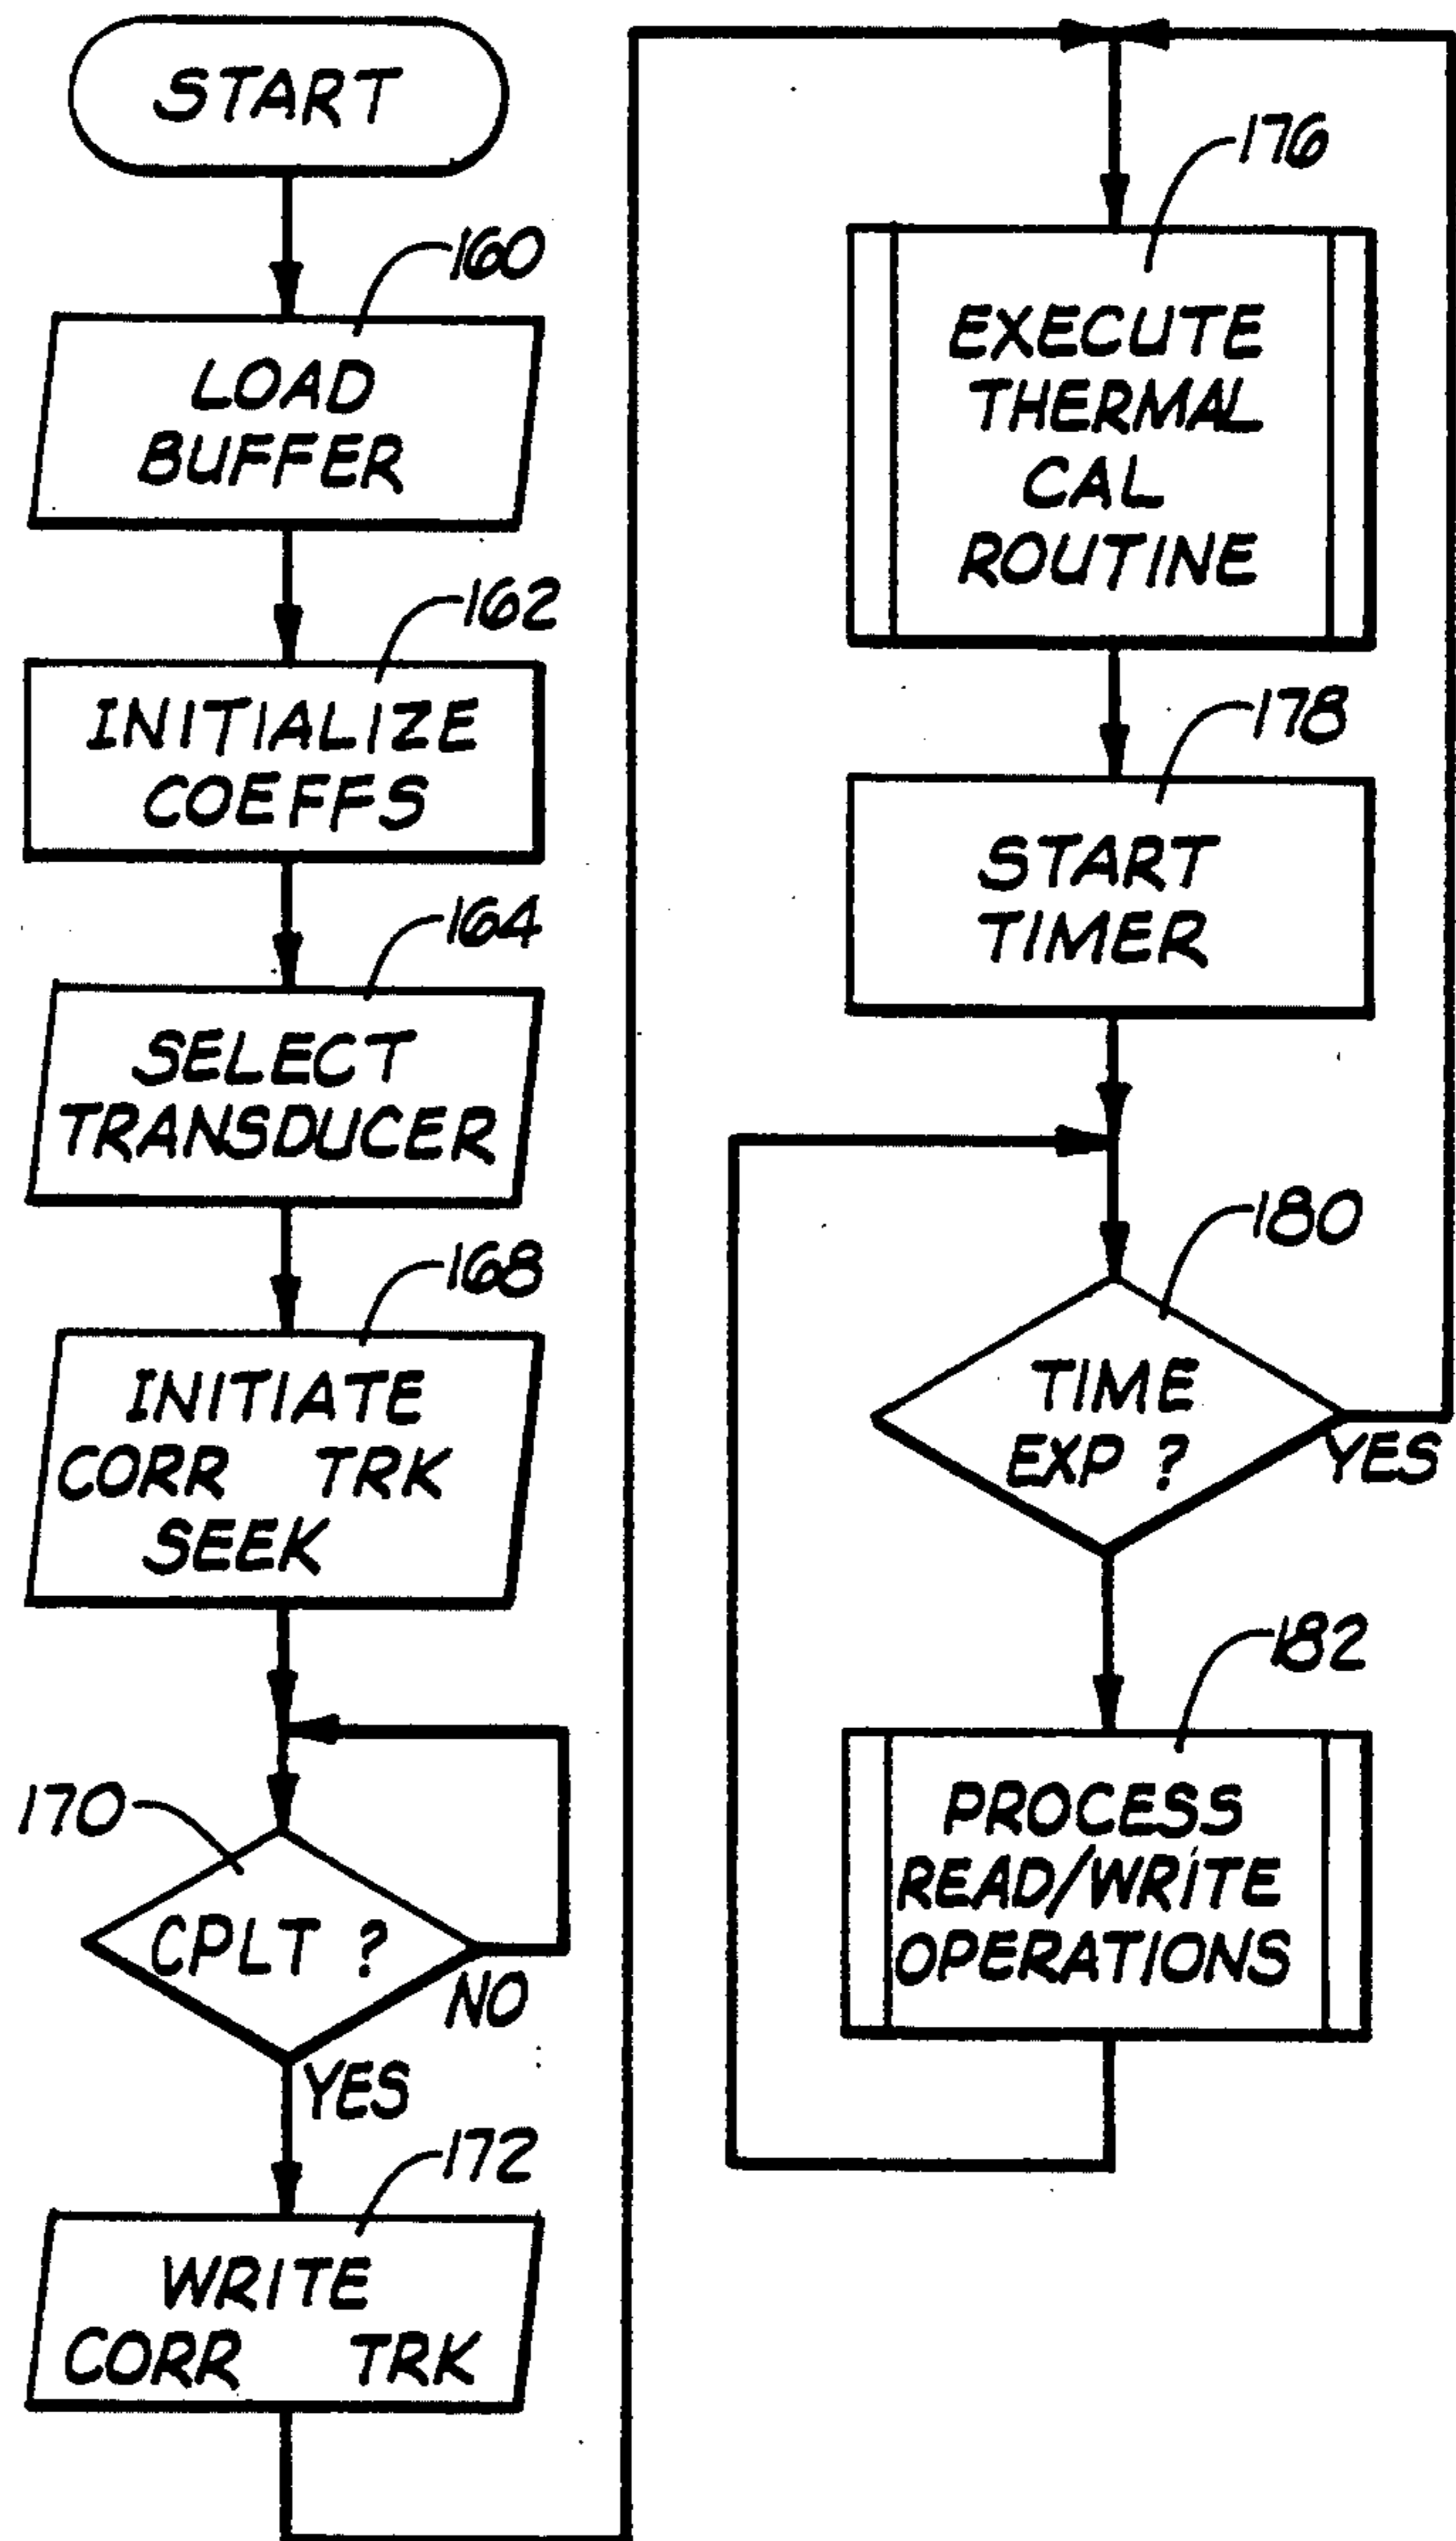 START
160
LOAD
BUFFER
162
INITIALIZE
COEFFS
164
SELECT
TRANSDUCER
168
INITIATE
CORR TRK
SEEK
170
CPLT ?
NO
YES
172
WRITE
CORR TRK
176
EXECUTE
THERMAL
CAL
ROUTINE
178
START
TIMER
180
TIME
EXP ?
YES
182
PROCESS
READ/WRITE
OPERATIONS